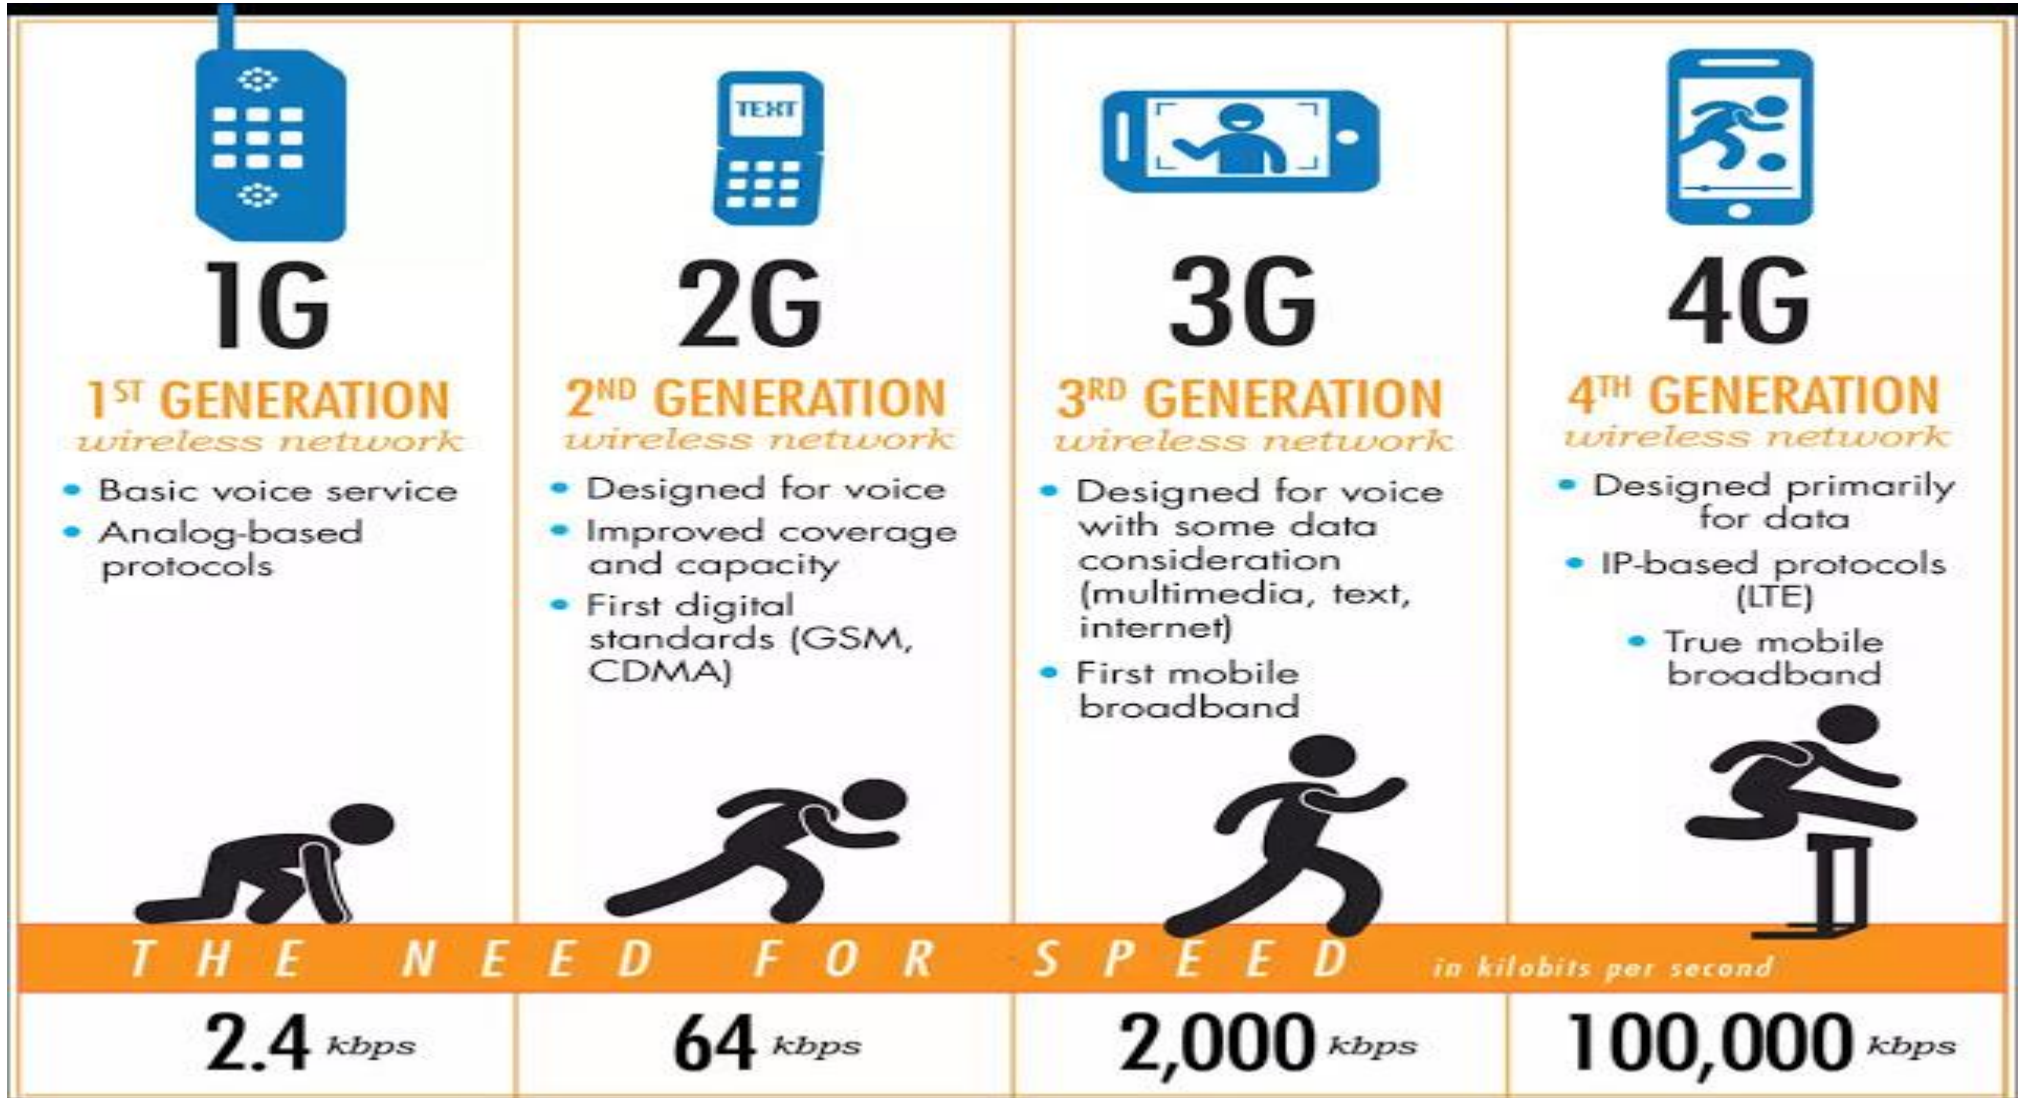 TEXT
1G
1ST GENERATION
wireless network
• Basic voice service
• Analog-based
protocols
2G
2ND GENERATION
wireless network
• Designed for voice
• Improved coverage
and capacity
• First digital
standards (GSM,
CDMA)
3G
3RD GENERATION
wireless network
• Designed for voice
with some data
consideration
(multimedia, text,
internet)
• First mobile
broadband
4G
4TH GENERATION
wireless network
• Designed primarily
for data
• IP-based protocols
(LTE)
• True mobile
broadband
THE NEED FOR SPEED in kilobits per second
2.4 kbps
64 kbps
2,000 kbps
100,000 kbps